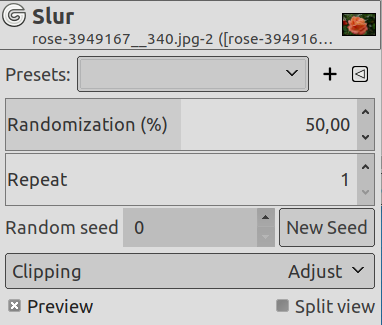 Slur
rose-3949167__340.jpg-2 ([rose-394916...
Presets:
Randomization (%) 50,00
Repeat 1
Random seed 0 New Seed
Clipping Adjust
Preview Split view